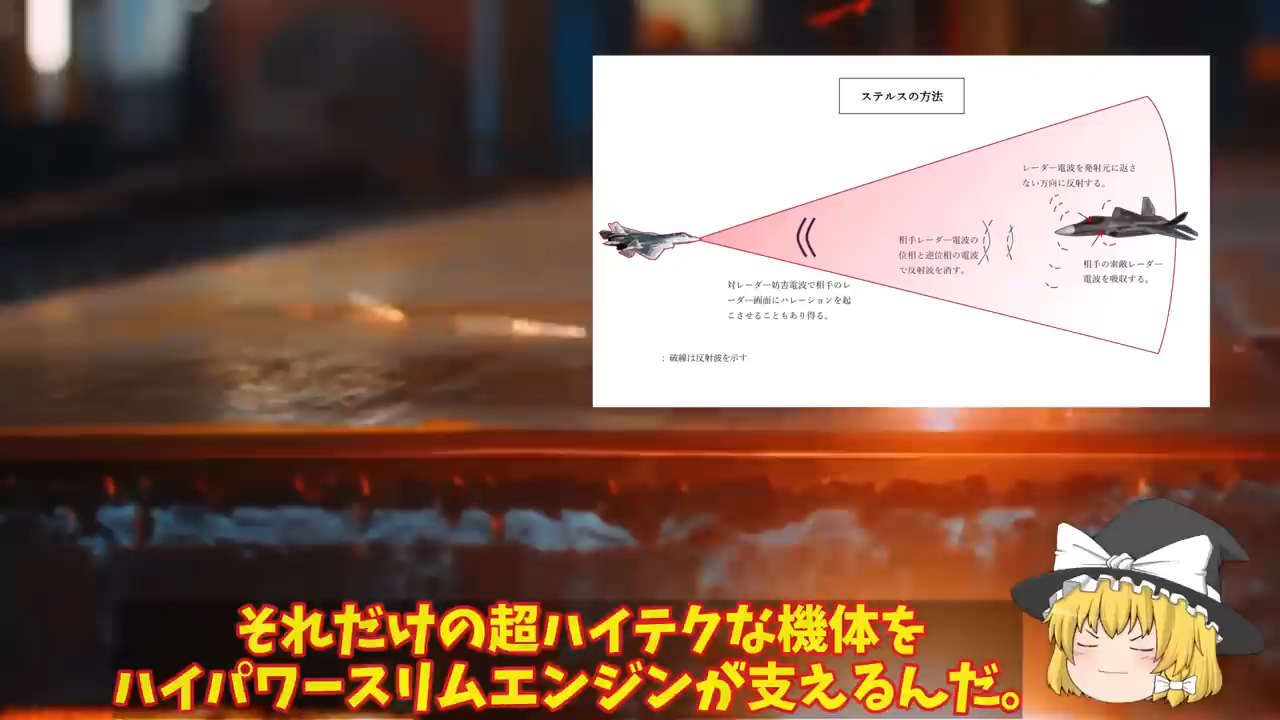 ステルスの方法
レーダー電波を発射元に返さ
ない方向に反射する。
相手レーダー電波の
位相と逆位相の電波
で反射波を消す。
相手の索敵レーダー
電波を吸収する。
対レーダー妨害電波で相手のレ
ーダー画面にハレーションを起
こさせることもあり得る。
：破線は反射波を示す
それだけの超ハイテクな機体を
ハイパワースリムエンジンが支えるんだ。